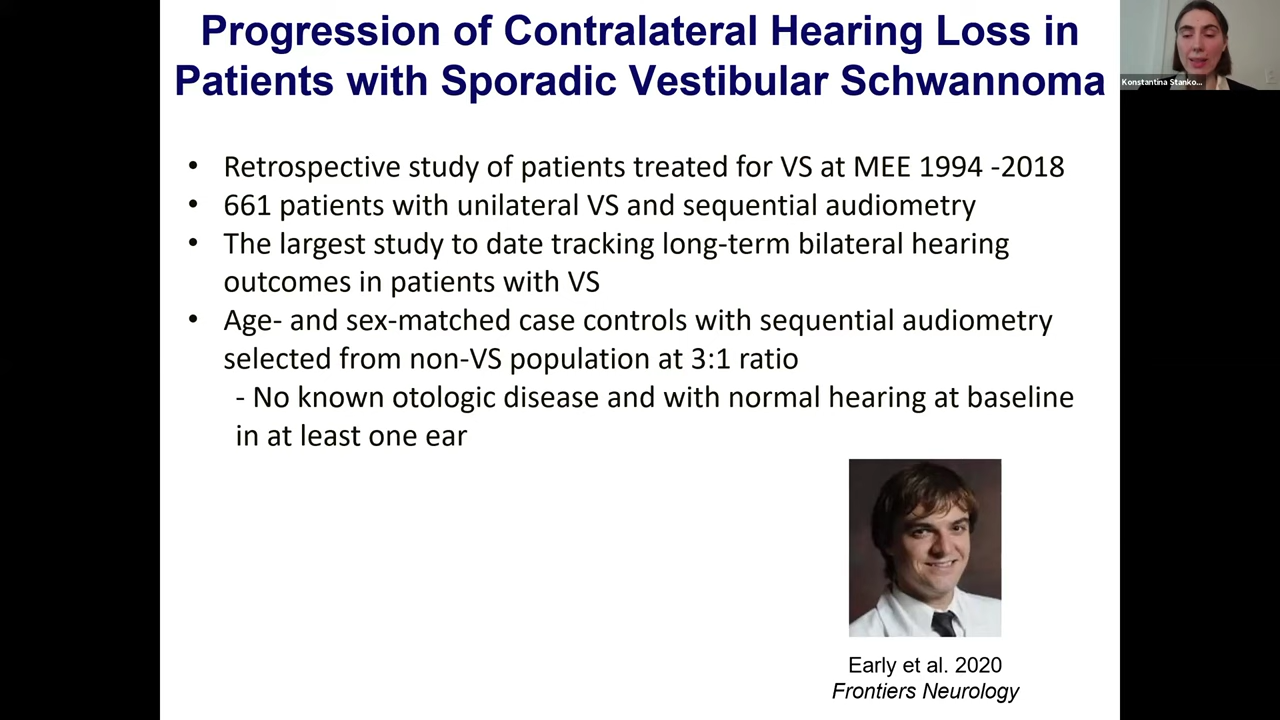 Progression of Contralateral Hearing Loss in
Patients with Sporadic Vestibular Schwannoma
Konstantina Stanko...
• Retrospective study of patients treated for VS at MEE 1994 -2018
• 661 patients with unilateral VS and sequential audiometry
• The largest study to date tracking long-term bilateral hearing
outcomes in patients with VS
• Age- and sex-matched case controls with sequential audiometry
selected from non-VS population at 3:1 ratio
- No known otologic disease and with normal hearing at baseline
in at least one ear
Early et al. 2020
Frontiers Neurology